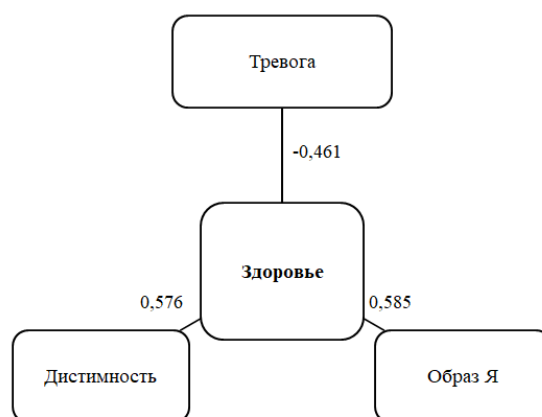 Тревога
-0,461
Здоровье
0,576
0,585
Дистимность
Образ Я